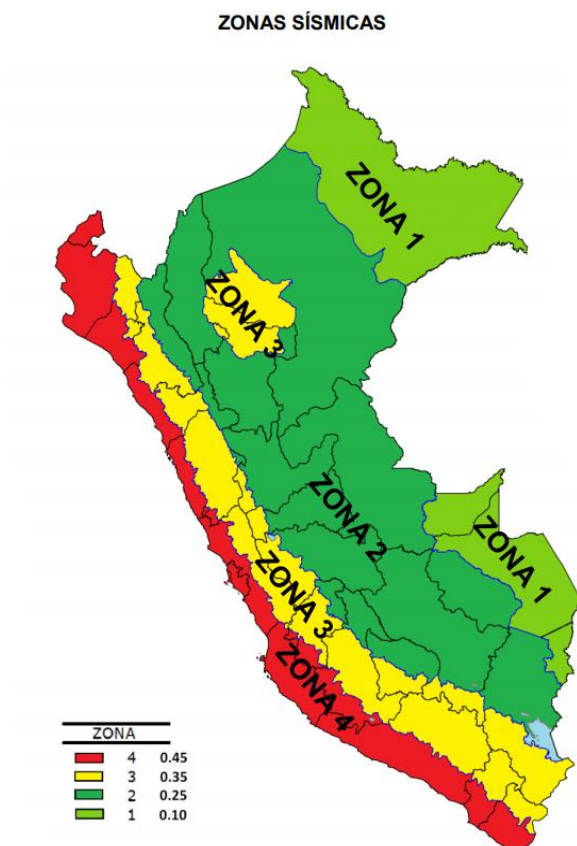 ZONAS SÍSMICAS
ZONA 1
ZONA 3
ZONA 2
ZONA 1
ZONA 3
ZONA 4
ZONA
4 0.45
3 0.35
2 0.25
1 0.10